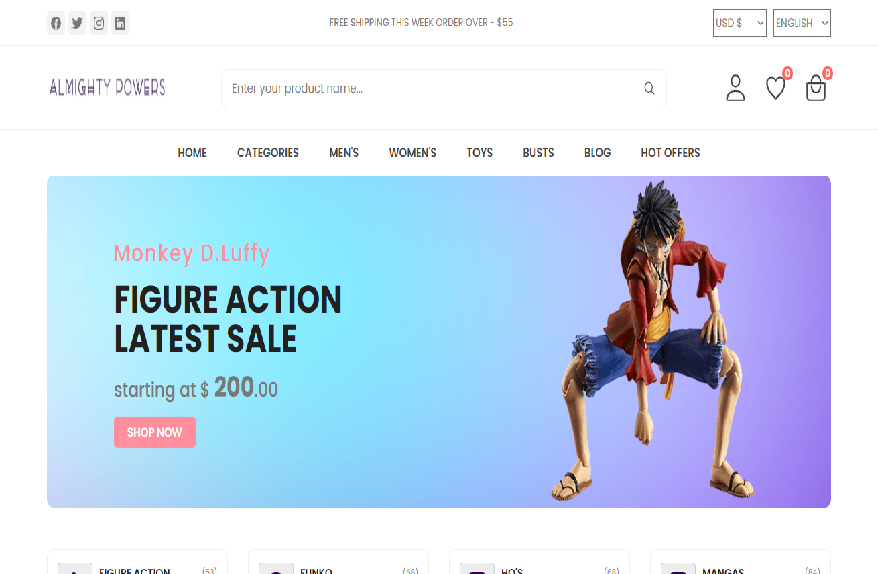 FREE SHIPPING THIS WEEK ORDER OVER - $55
USD $
ENGLISH
ALMIGHTY POWERS
Enter your product name...
0
0
HOME
CATEGORIES
MEN'S
WOMEN'S
TOYS
BUSTS
BLOG
HOT OFFERS
Monkey D.Luffy
FIGURE ACTION
LATEST SALE
starting at $ 200.00
SHOP NOW
FIGURE ACTION
(53)
FUNKO
(58)
HQ'S
(68)
MANGAS
(84)